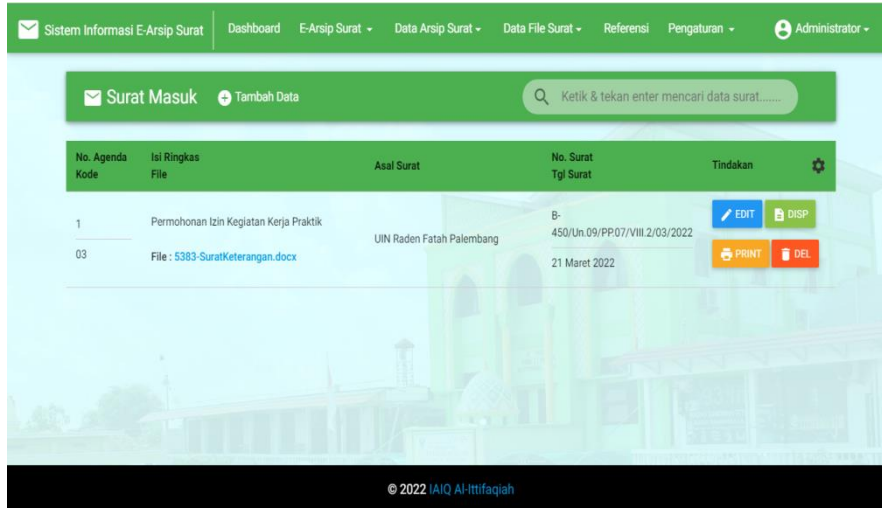 Sistem Informasi E-Arsip Surat Dashboard E-Arsip Surat Data Arsip Surat Data File Surat Referensi Pengaturan Administrator
Surat Masuk Tambah Data Ketik & tekan enter mencari data surat.......
No. Agenda Isi Ringkas Asal Surat No. Surat Tindakan
Kode File Tgl Surat
1 Permohonan Izin Kegiatan Kerja Praktik UIN Raden Fatah Palembang B-
450/Un.09/PP.07/VIII.2/03/2022 EDIT DISP
03 File : 5383-SuratKeterangan.docx 21 Maret 2022 PRINT DEL
© 2022 IAIQ Al-Ittifaqiah